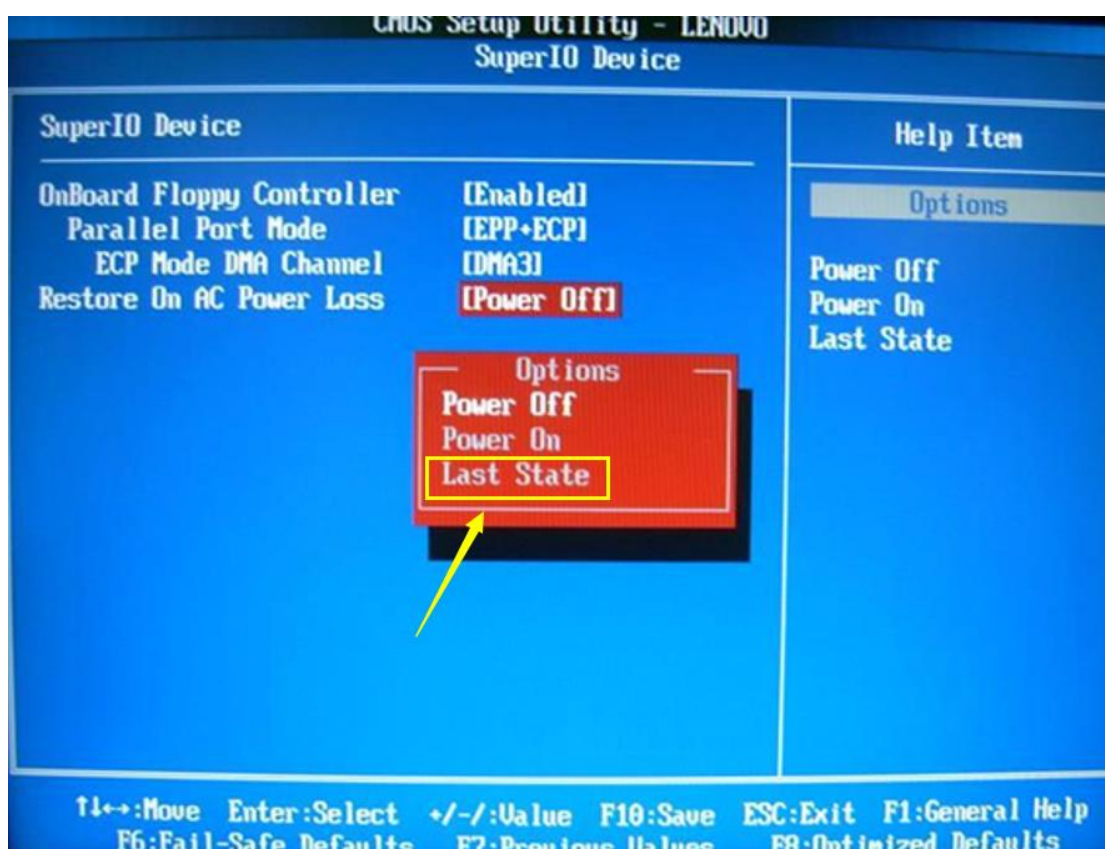 CMOS Setup Utility - LENOVO
SuperIO Device
SuperIO Device
OnBoard Floppy Controller [Enabled]
Parallel Port Mode [EPP+ECP]
ECP Mode DMA Channel [DMA3]
Restore On AC Power Loss [Power Off]
Options
Power Off
Power On
Last State
Help Item
Options
Power Off
Power On
Last State
↑↓←→:Move Enter:Select +/-/:Value F10:Save ESC:Exit F1:General Help
F6:Fail-Safe Defaults F7:Previous Values F8:Optimized Defaults